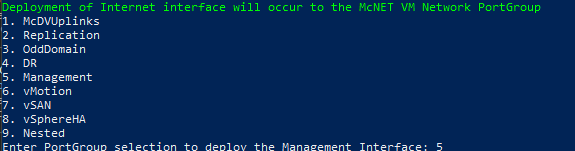 Deployment of Internet interface will occur to the McNET VM Network PortGroup
1. McDVUplinks
2. Replication
3. OddDomain
4. DR
5. Management
6. vMotion
7. vSAN
8. vSphereHA
9. Nested
Enter PortGroup selection to deploy the Management Interface: 5